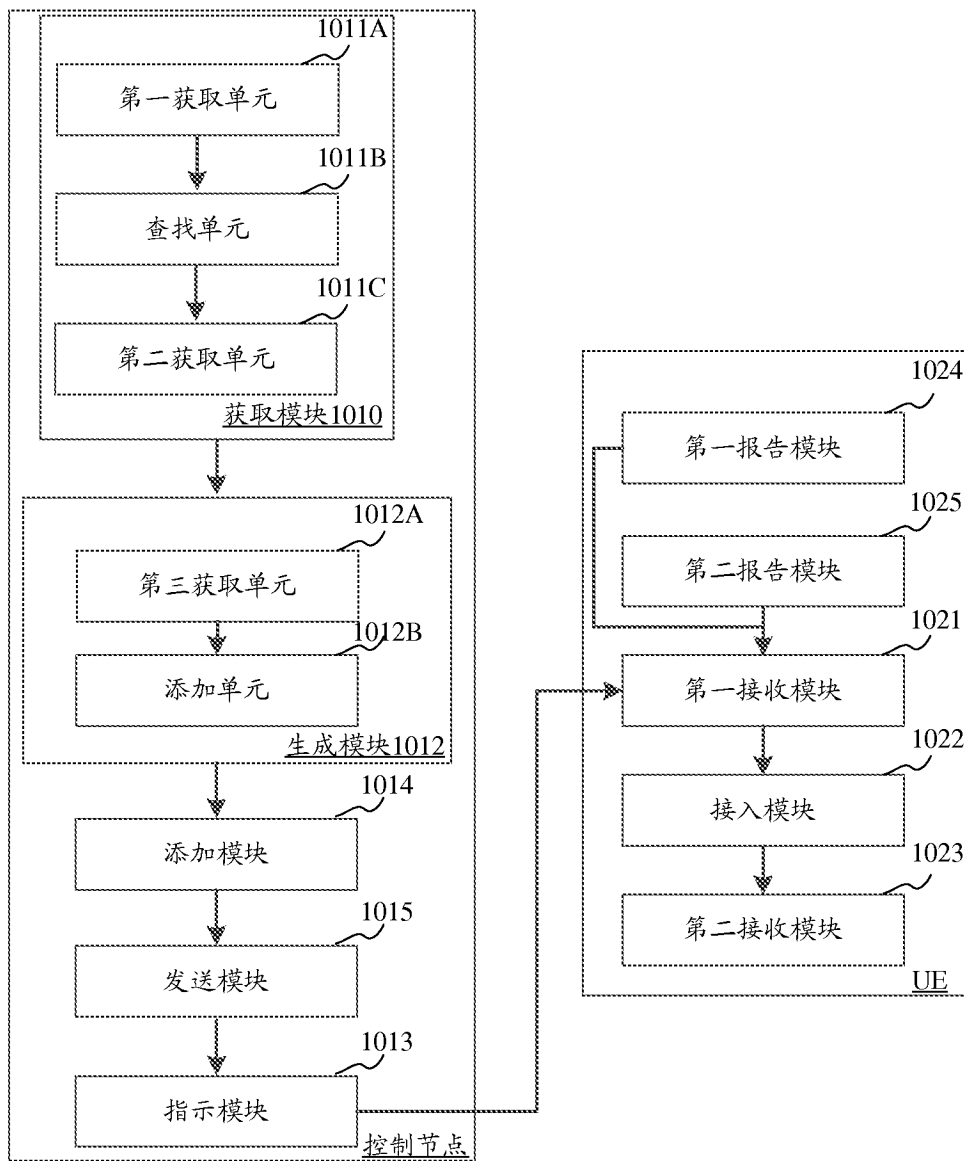 1011A
第一获取单元
1011B
查找单元
1011C
第二获取单元
获取模块1010
1012A
第三获取单元
1012B
添加单元
生成模块1012
1014
添加模块
1015
发送模块
1013
指示模块
控制节点
1024
第一报告模块
1025
第二报告模块
1021
第一接收模块
1022
接入模块
1023
第二接收模块
UE